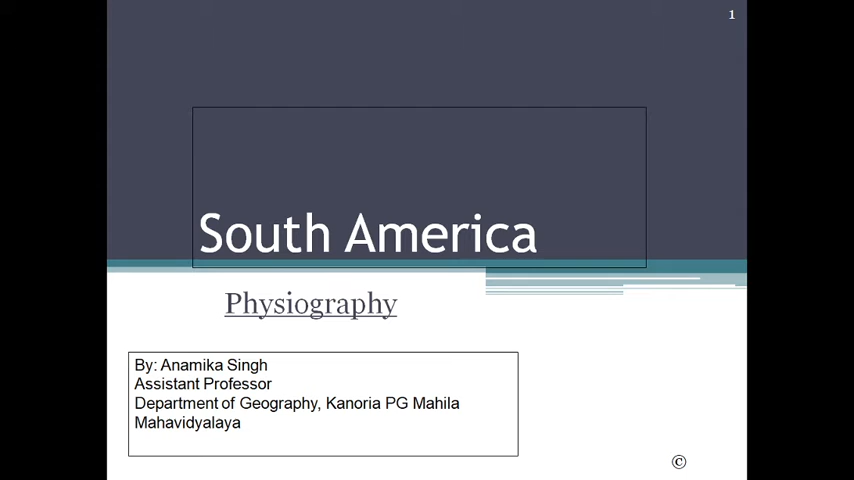 1
South America
Physiography
By: Anamika Singh
Assistant Professor
Department of Geography, Kanoria PG Mahila
Mahavidyalaya
©